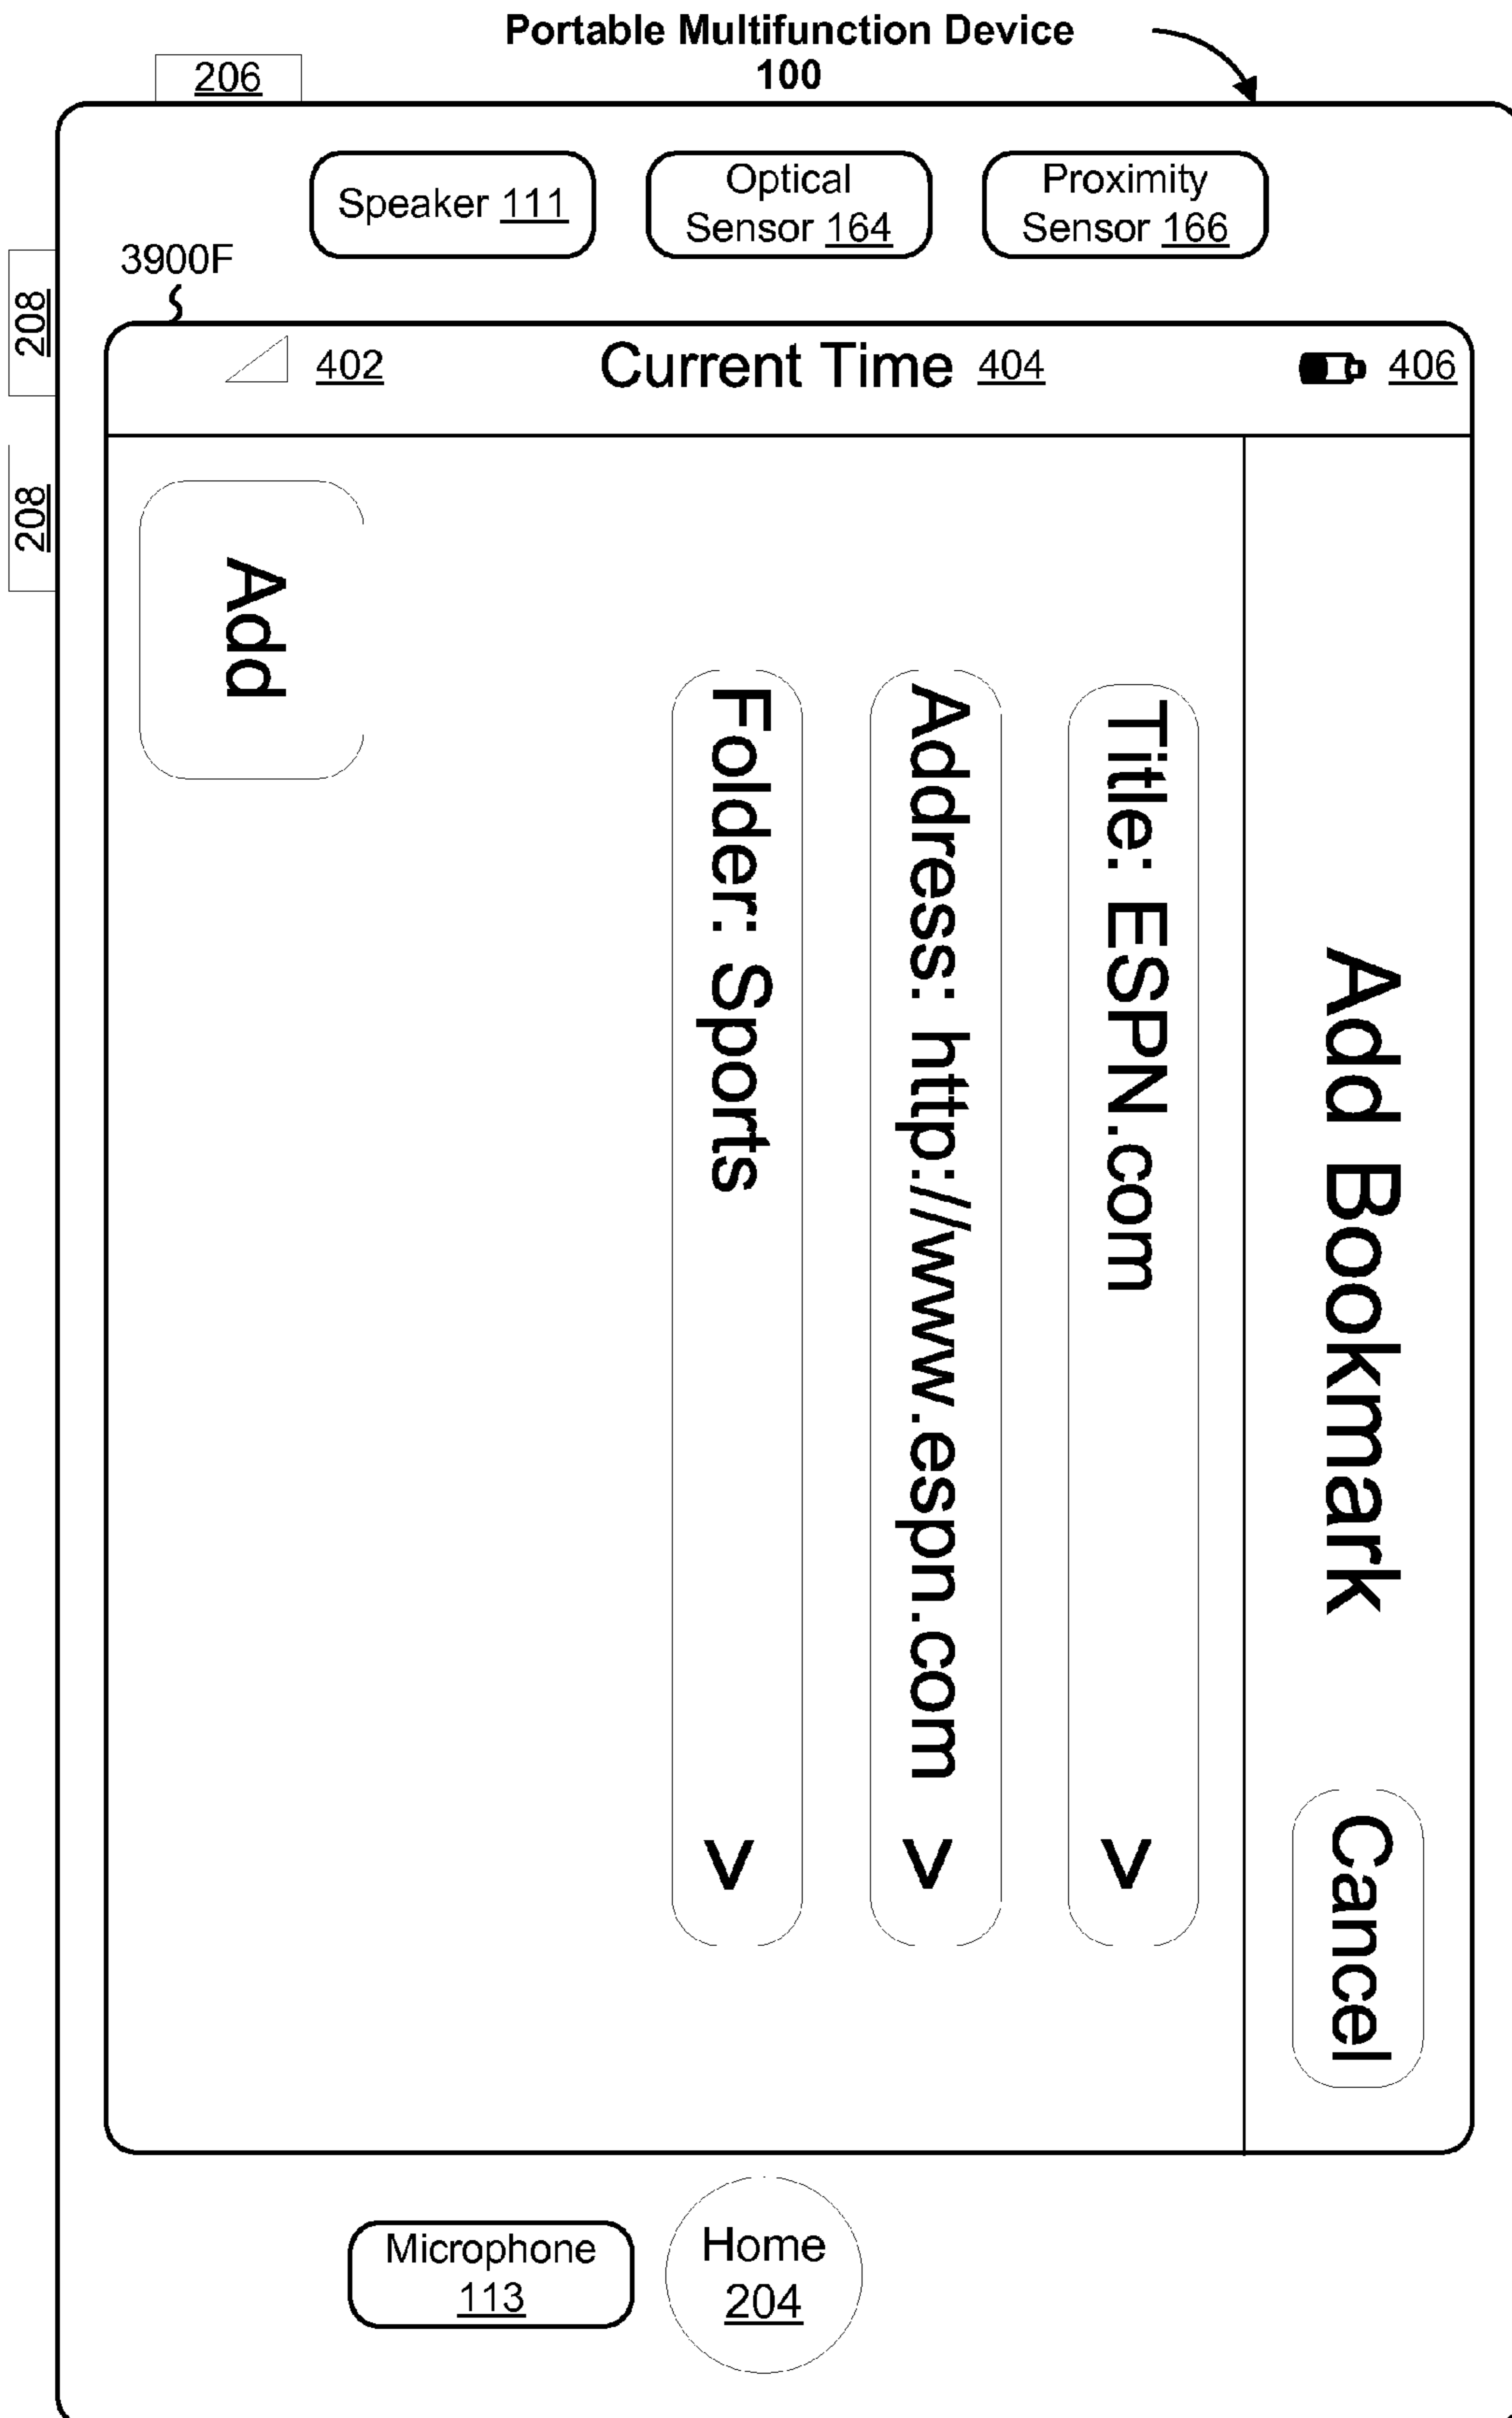 Portable Multifunction Device
100
206
Speaker 111
Optical
Sensor 164
Proximity
Sensor 166
3900F
208
208
402
Current Time 404
406
Add Bookmark
Cancel
Title: ESPN.com >
Address: http://www.espn.com >
Folder: Sports >
Add
Microphone
113
Home
204